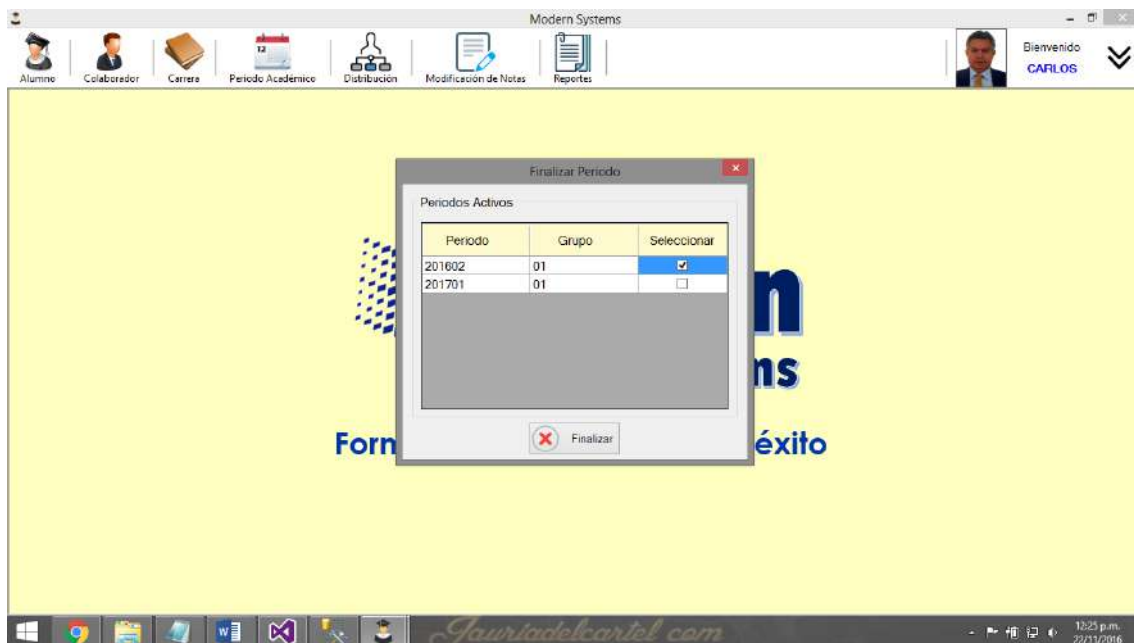 Modern Systems
Alumno
Colaborador
Carrera
12
Periodo Académico
Distribución
Modificación de Notas
Reportes
Bienvenido
CARLOS
Finalizar Periodo
Periodos Activos
Periodo Grupo Seleccionar
201602 01
201701 01
n
ns
Finalizar
Form éxito
12:25 p.m.
22/11/2016